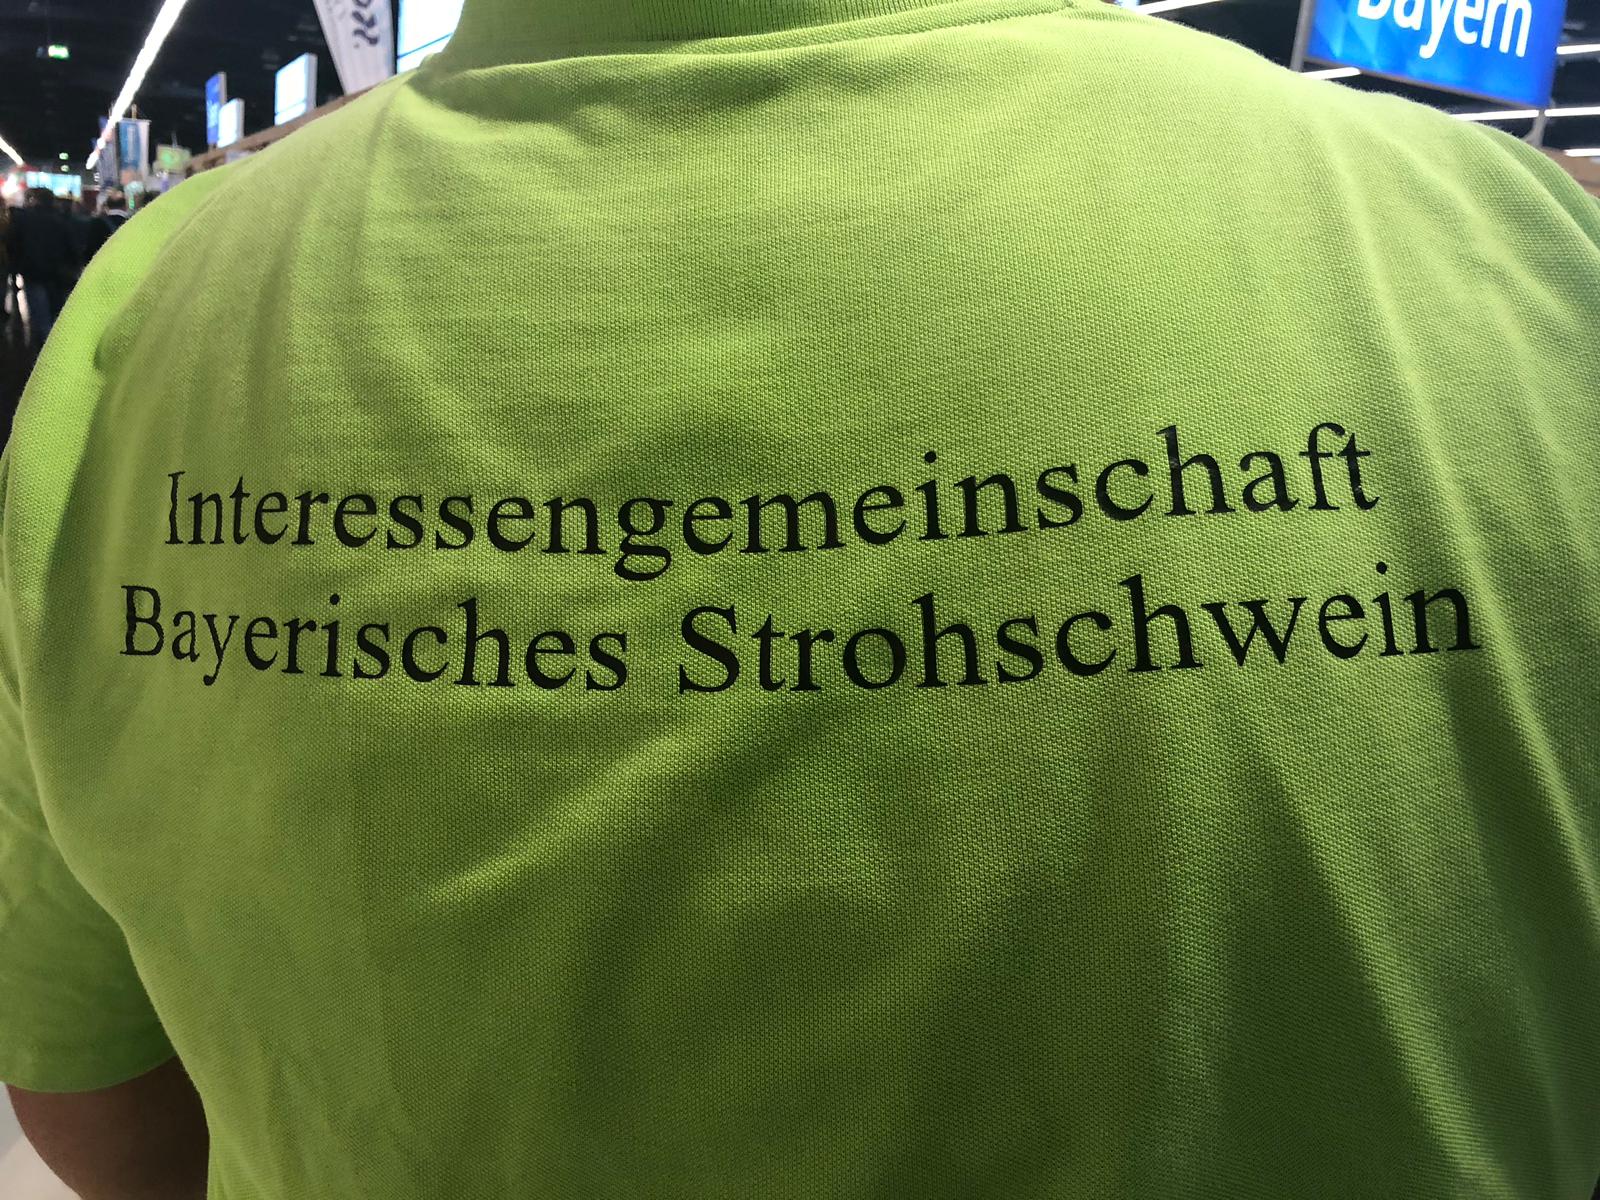 Bayern
Interessengemeinschaft
Bayerisches Strohschwein